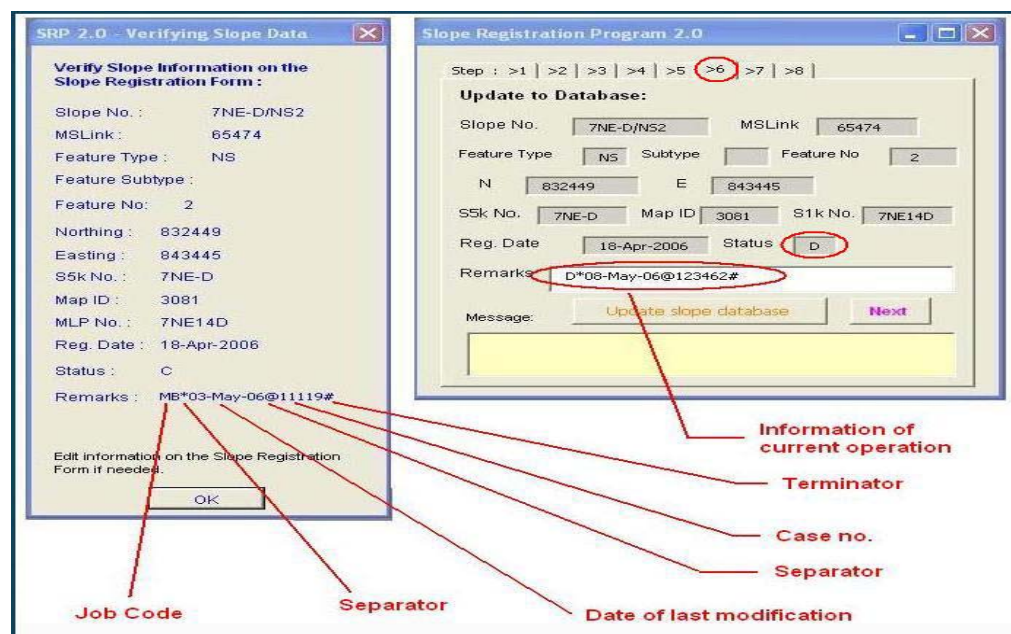 SRP 2.0 - Verifying Slope Data
Verify Slope Information on the
Slope Registration Form :
Slope No. : 7NE-D/NS2
MSLink : 65474
Feature Type : NS
Feature Subtype :
Feature No: 2
Northing : 832449
Easting : 843445
S5k No. : 7NE-D
Map ID : 3081
MLP No. : 7NE14D
Reg. Date : 18-Apr-2006
Status : C
Remarks : MB*03-May-06@11119#
Edit information on the Slope Registration
Form if needed.
OK
Slope Registration Program 2.0
Step : >1 >2 >3 >4 >5 >6 >7 >8
Update to Database:
Slope No. 7NE-D/NS2 MSLink 65474
Feature Type NS Subtype Feature No 2
N 832449 E 843445
S5k No. 7NE-D Map ID 3081 S1k No. 7NE14D
Reg. Date 18-Apr-2006 Status D
Remarks D*08-May-06@123462#
Message: Update slope database Next
Information of
current operation
Terminator
Case no.
Separator
Date of last modification
Separator
Job Code